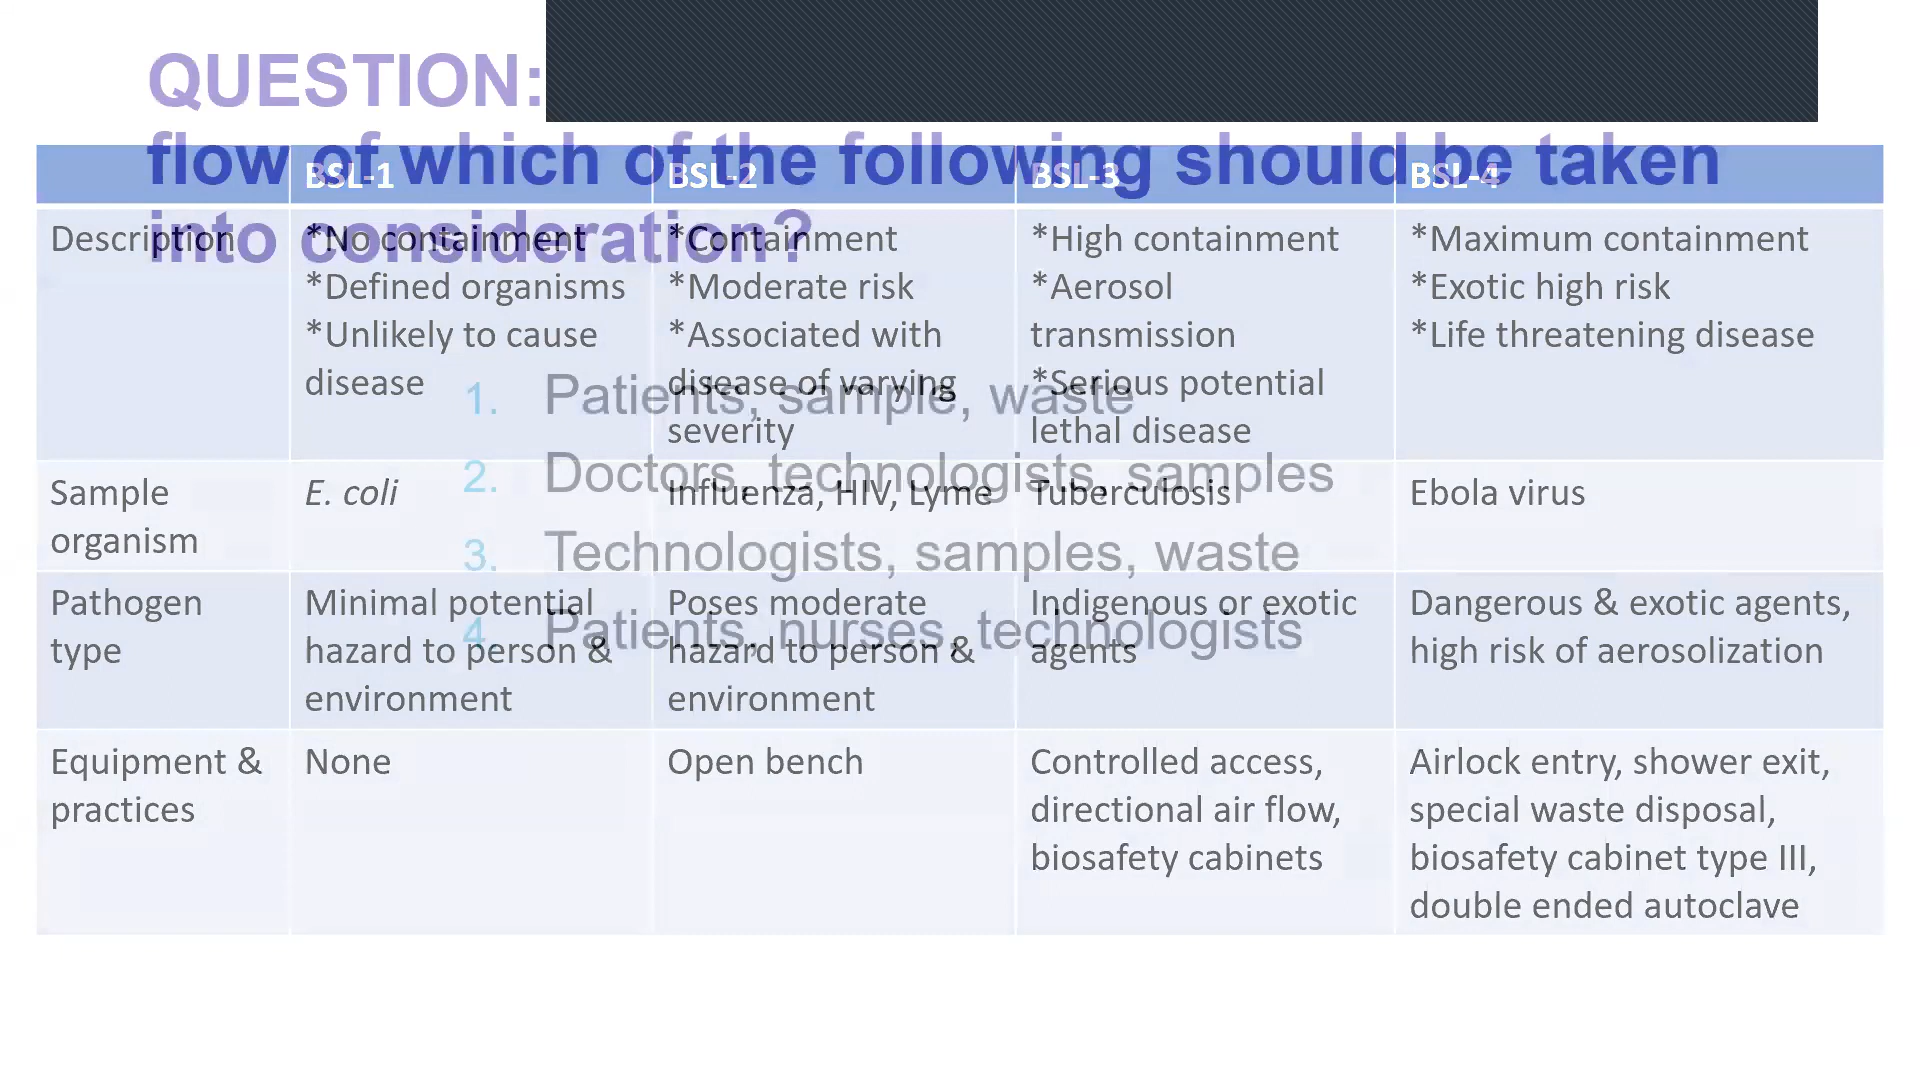 QUESTION:
flow of which of the following should be taken
into consideration?
1. Patients, sample, waste
2. Doctors, technologists, samples
3. Technologists, samples, waste
4. Patients, nurses, technologists
BSL-1 BSL-2 BSL-3 BSL-4
Description
*No containment
*Defined organisms
*Unlikely to cause
disease
*Containment
*Moderate risk
*Associated with
disease of varying
severity
*High containment
*Aerosol
transmission
*Serious potential
lethal disease
*Maximum containment
*Exotic high risk
*Life threatening disease
Sample
organism
E. coli
Influenza, HIV, Lyme
Tuberculosis
Ebola virus
Pathogen
type
Minimal potential
hazard to person &
environment
Poses moderate
hazard to person &
environment
Indigenous or exotic
agents
Dangerous & exotic agents,
high risk of aerosolization
Equipment &
practices
None
Open bench
Controlled access,
directional air flow,
biosafety cabinets
Airlock entry, shower exit,
special waste disposal,
biosafety cabinet type III,
double ended autoclave